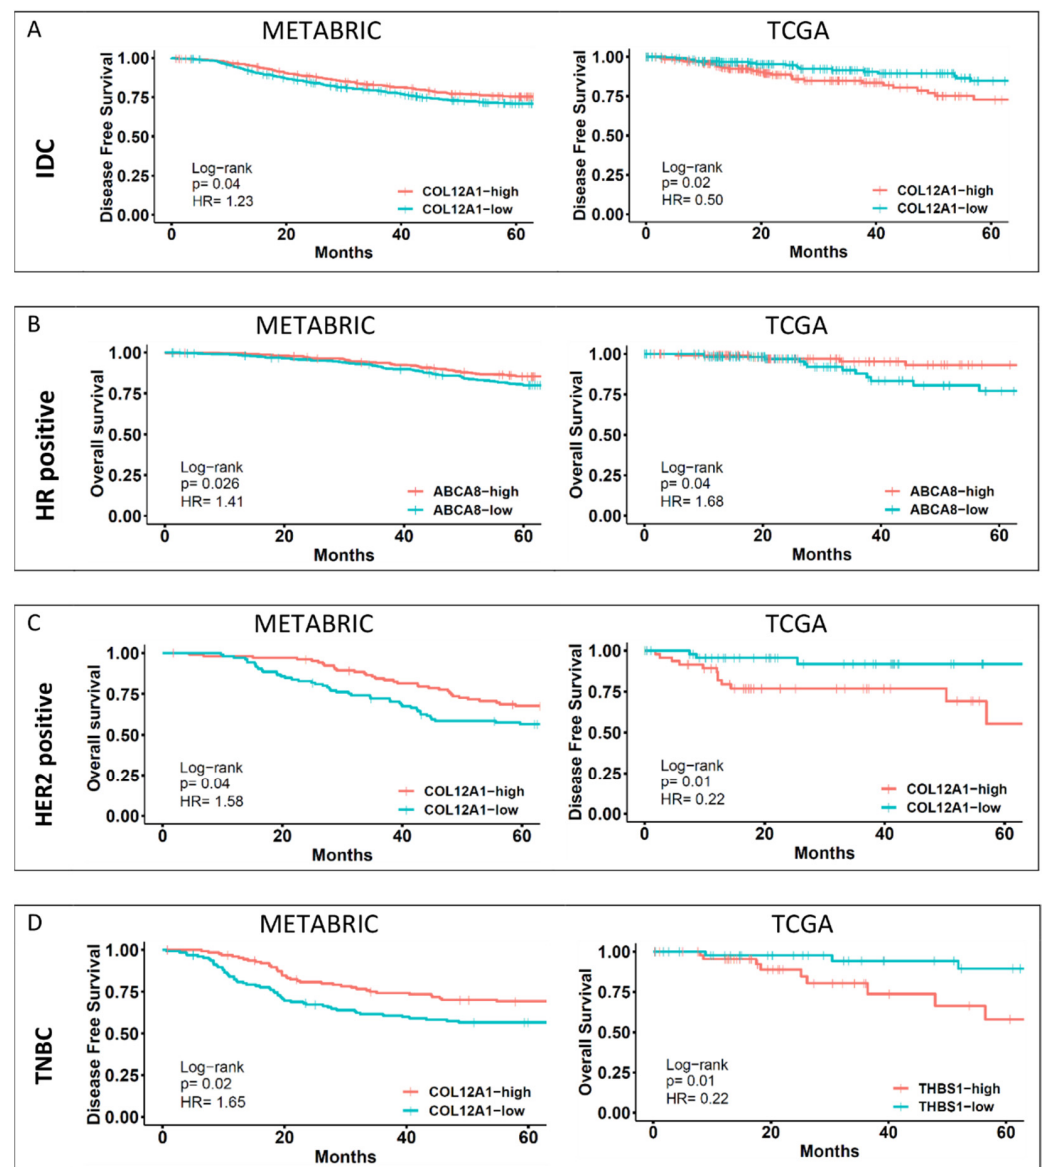 A
METABRIC
TCGA
IDC
Disease Free Survival
1.00
0.75
0.50
0.25
0.00
Log-rank
p= 0.04
HR= 1.23
COL12A1-high
COL12A1-low
0 20 40 60
Months
Disease Free Survival
1.00
0.75
0.50
0.25
0.00
Log-rank
p= 0.02
HR= 0.50
COL12A1-high
COL12A1-low
0 20 40 60
Months
B
METABRIC
TCGA
HR positive
Overall survival
1.00
0.75
0.50
0.25
0.00
Log-rank
p= 0.026
HR= 1.41
ABCA8-high
ABCA8-low
0 20 40 60
Months
Overall Survival
1.00
0.75
0.50
0.25
0.00
Log-rank
p= 0.04
HR= 1.68
ABCA8-high
ABCA8-low
0 20 40 60
Months
C
METABRIC
TCGA
HER2 positive
Overall survival
1.00
0.75
0.50
0.25
0.00
Log-rank
p= 0.04
HR= 1.58
COL12A1-high
COL12A1-low
0 20 40 60
Months
Disease Free Survival
1.00
0.75
0.50
0.25
0.00
Log-rank
p= 0.01
HR= 0.22
COL12A1-high
COL12A1-low
0 20 40 60
Months
D
METABRIC
TCGA
TNBC
Disease Free Survival
1.00
0.75
0.50
0.25
0.00
Log-rank
p= 0.02
HR= 1.65
COL12A1-high
COL12A1-low
0 20 40 60
Months
Overall Survival
1.00
0.75
0.50
0.25
0.00
Log-rank
p= 0.01
HR= 0.22
THBS1-high
THBS1-low
0 20 40 60
Months